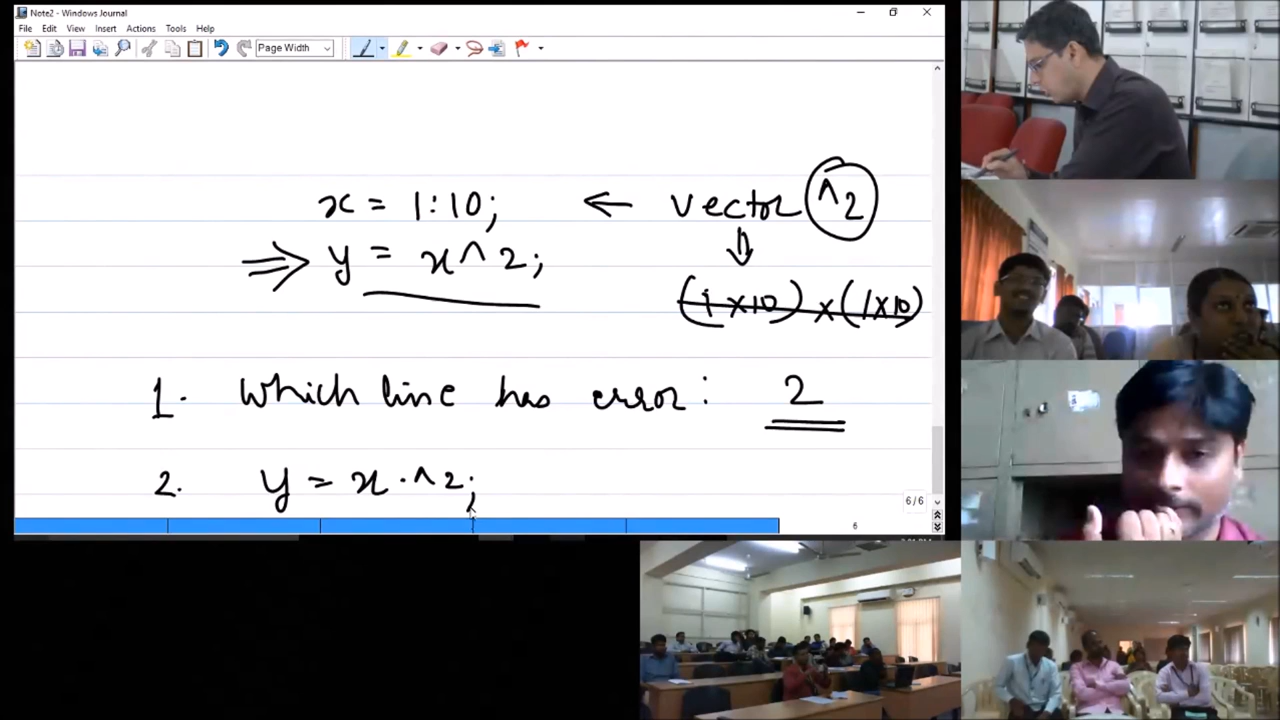 Note2 - Windows Journal
File Edit View Insert Actions Tools Help
Page Width
x = 1:10; ← vector ^2
⇒ y = x^2; ⇓
(1×10)×(1×10)
1. Which line has error: 2
2. y = x.^2;
6/6
6